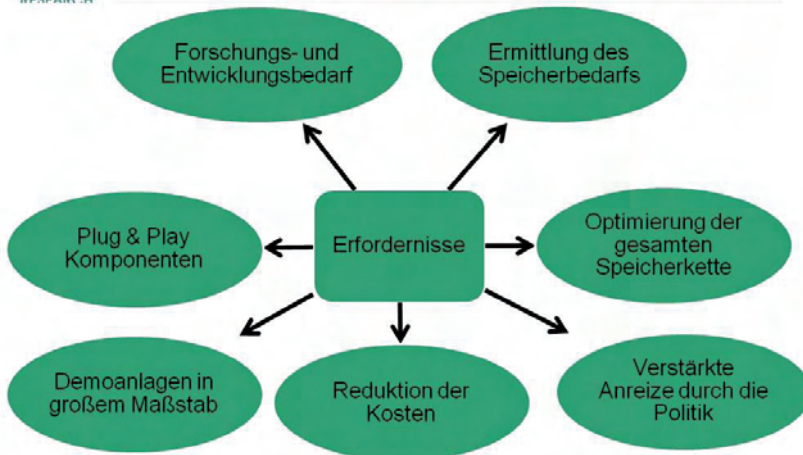 Forschungs- und
Entwicklungsbedarf
Ermittlung des
Speicherbedarfs
Plug & Play
Komponenten
Erfordernisse
Optimierung der
gesamten
Speicherkette
Demoanlagen in
großem Maßstab
Reduktion der
Kosten
Verstärkte
Anreize durch die
Politik